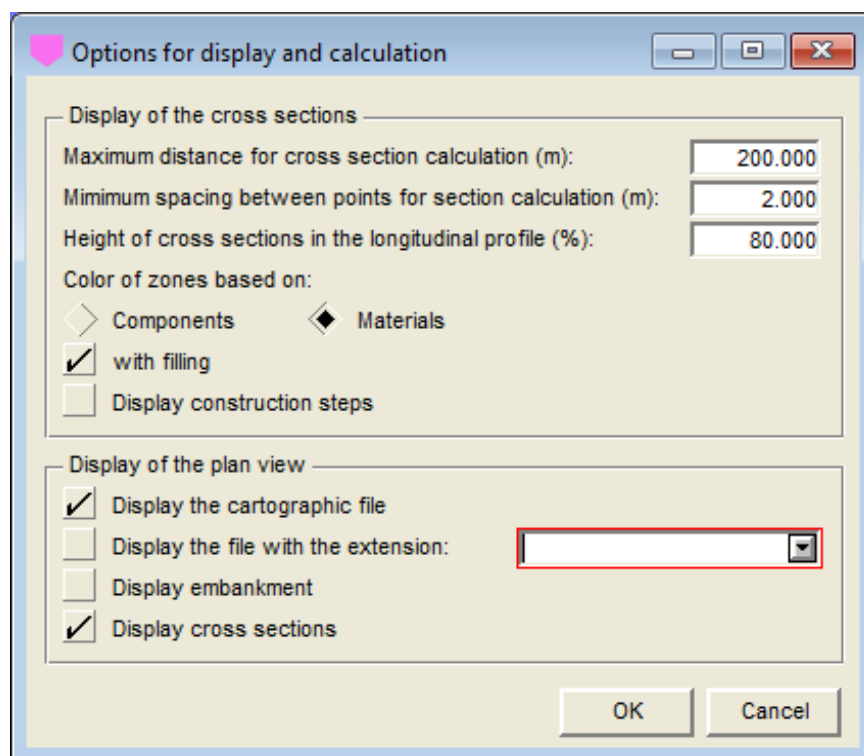 Options for display and calculation
Display of the cross sections
Maximum distance for cross section calculation (m): 200.000
Mimimum spacing between points for section calculation (m): 2.000
Height of cross sections in the longitudinal profile (%): 80.000
Color of zones based on:
Components Materials
with filling
Display construction steps
Display of the plan view
Display the cartographic file
Display the file with the extension:
Display embankment
Display cross sections
OK Cancel